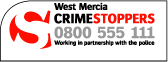 West Mercia
CRIMESTOPPERS
0800 555 111
Working in partnership with the police